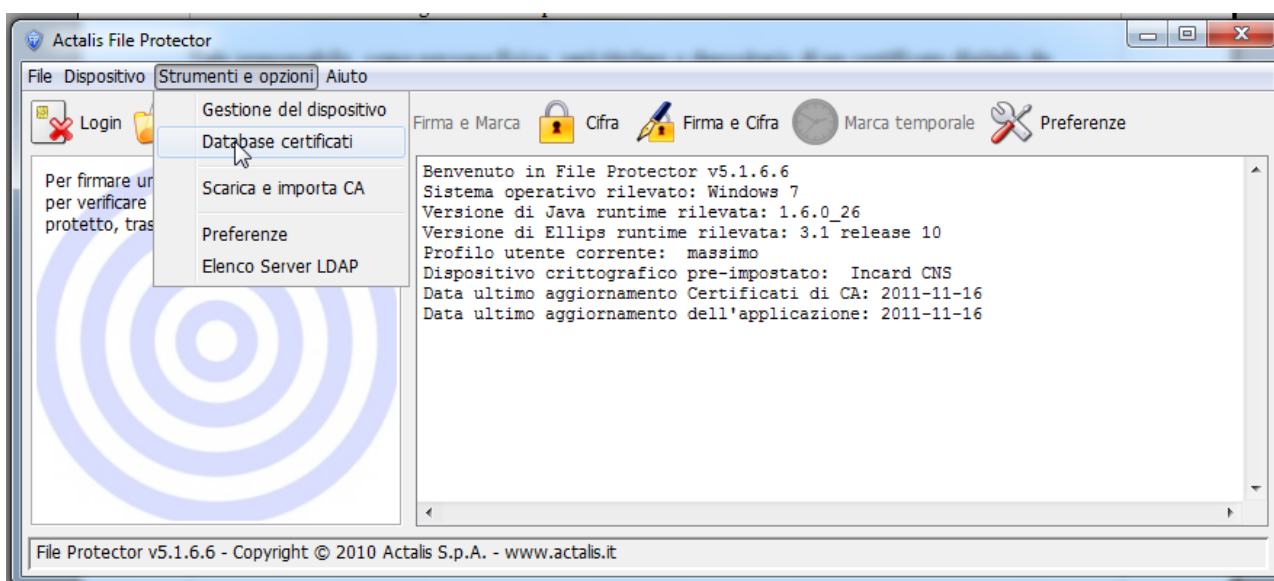 Actalis File Protector
File Dispositivo Strumenti e opzioni Aiuto
Login Firma e Marca Cifra Firma e Cifra Marca temporale Preferenze
Gestione del dispositivo
Database certificati
Scarica e importa CA
Preferenze
Elenco Server LDAP
Per firmare un
per verificare
protetto, tras
Benvenuto in File Protector v5.1.6.6
Sistema operativo rilevato: Windows 7
Versione di Java runtime rilevata: 1.6.0_26
Versione di Ellips runtime rilevata: 3.1 release 10
Profilo utente corrente: massimo
Dispositivo crittografico pre-impostato: Incard CNS
Data ultimo aggiornamento Certificati di CA: 2011-11-16
Data ultimo aggiornamento dell'applicazione: 2011-11-16
File Protector v5.1.6.6 - Copyright © 2010 Actalis S.p.A. - www.actalis.it